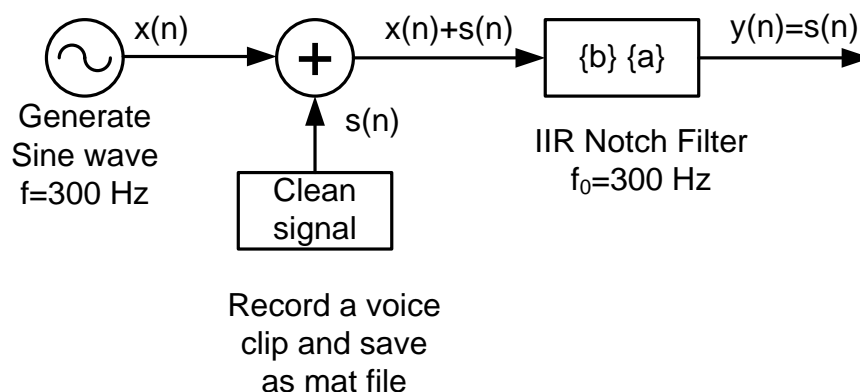 x(n)
x(n)+s(n)
y(n)=s(n)
+
{b} {a}
Generate
Sine wave
f=300 Hz
s(n)
IIR Notch Filter
f₀=300 Hz
Clean
signal
Record a voice
clip and save
as mat file